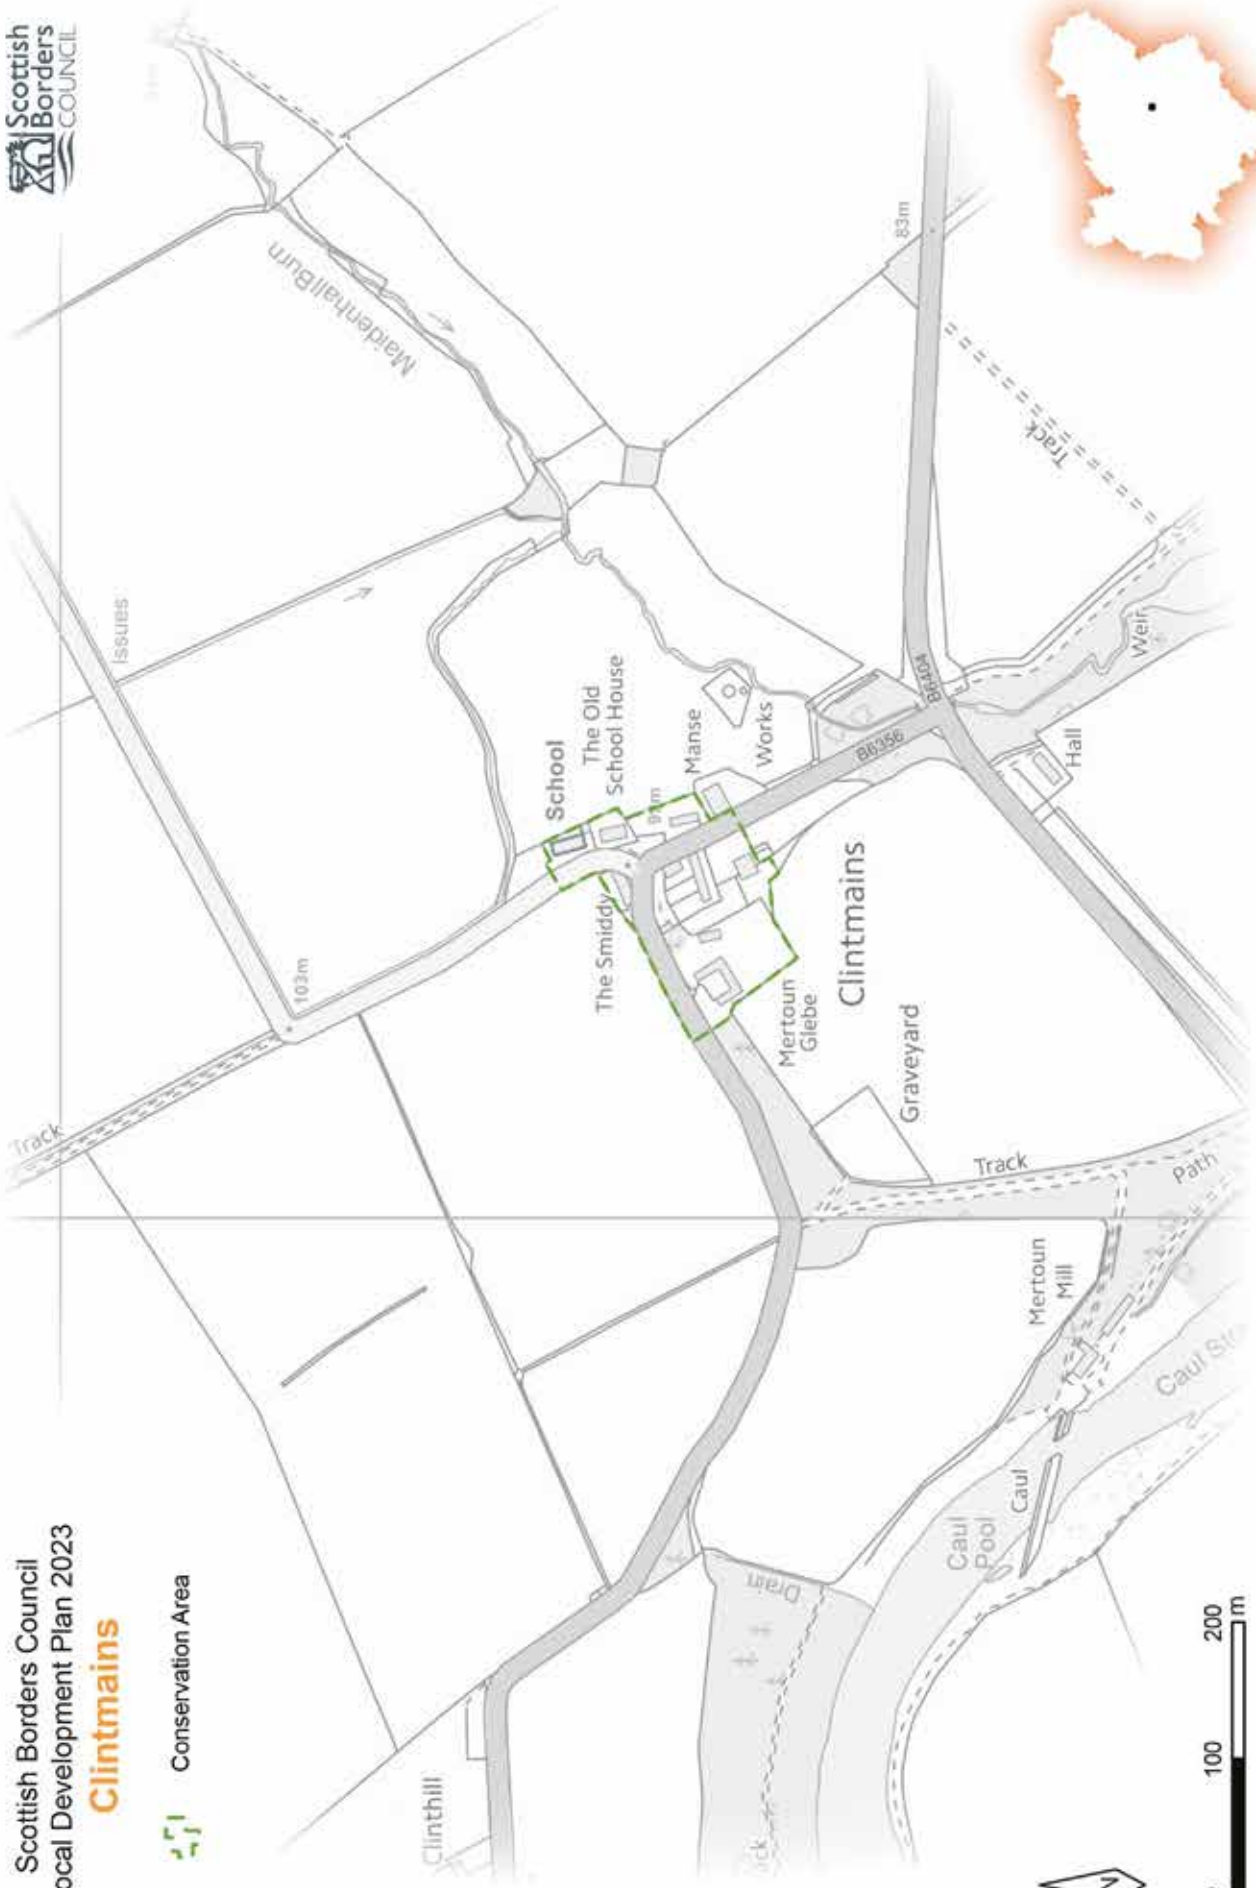 Scottish Borders Council
ocal Development Plan 2023
Clintmains
Conservation Area
Scottish
Borders
COUNCIL
Track
Issues
103m
Maidenhall Burn
Clinthill
School
The Old
School House
The Smiddy
Manse
Works
Mertoun
Glebe
Clintmains
Graveyard
B6356
B6404
83m
Track
Drain
Caul
Pool
Caul
Track
Mertoun
Mill
Hall
Weir
Path
Caul Str
N
100
200
m